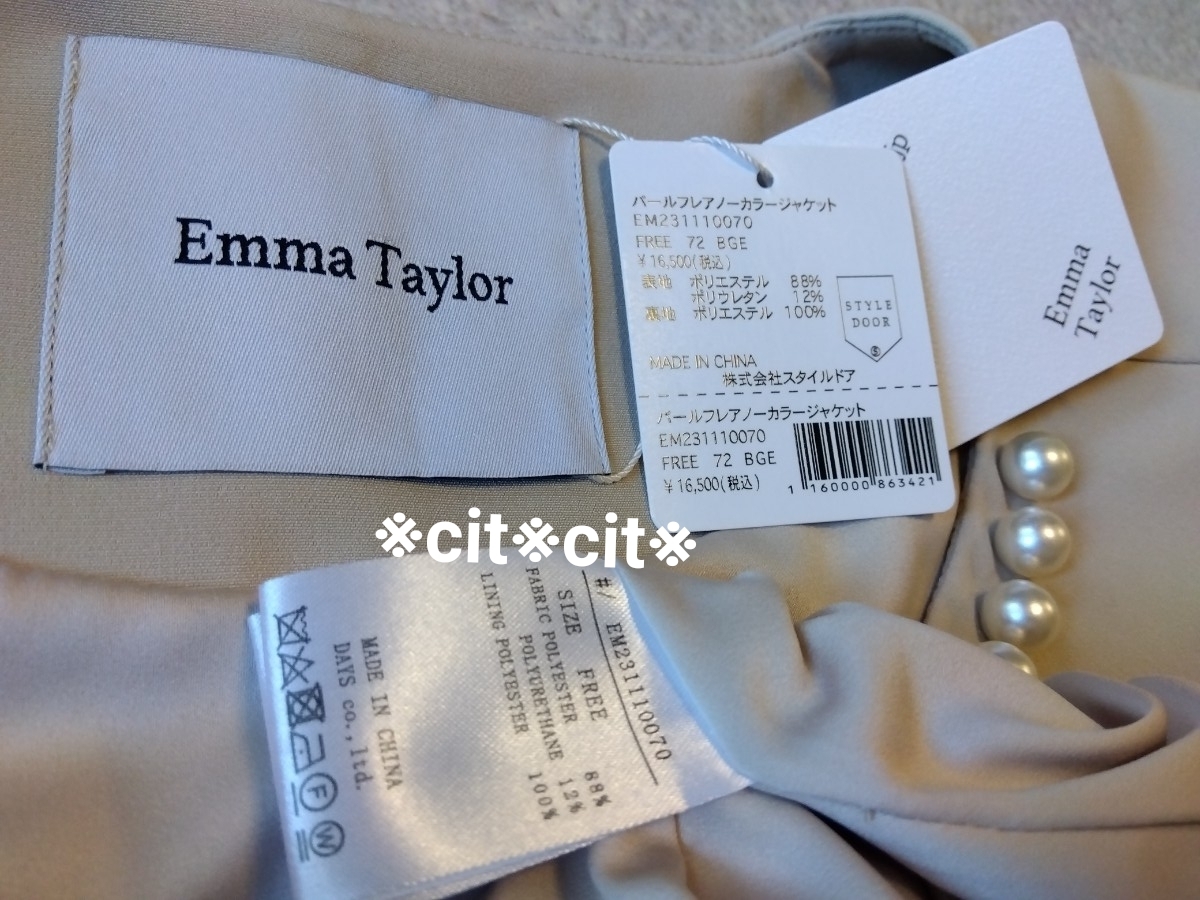 Emma Taylor
パールフレアノーカラージャケット
EM231110070
FREE 72 BGE
¥16,500(税込)
表地 ポリエステル 88%
ポリウレタン 12%
裏地 ポリエステル 100%
STYLE
DOOR
S
MADE IN CHINA
株式会社スタイルドア
パールフレアノーカラージャケット
EM231110070
FREE 72 BGE
¥16,500(税込)
1 160000 863421
jp
Emma
Taylor
※cit※cit※
#/ EM231110070
SIZE FREE
FABRIC POLYESTER 88%
POLYURETHANE 12%
LINING POLYESTER 100%
MADE IN CHINA
DAYS co.,ltd.
F
W